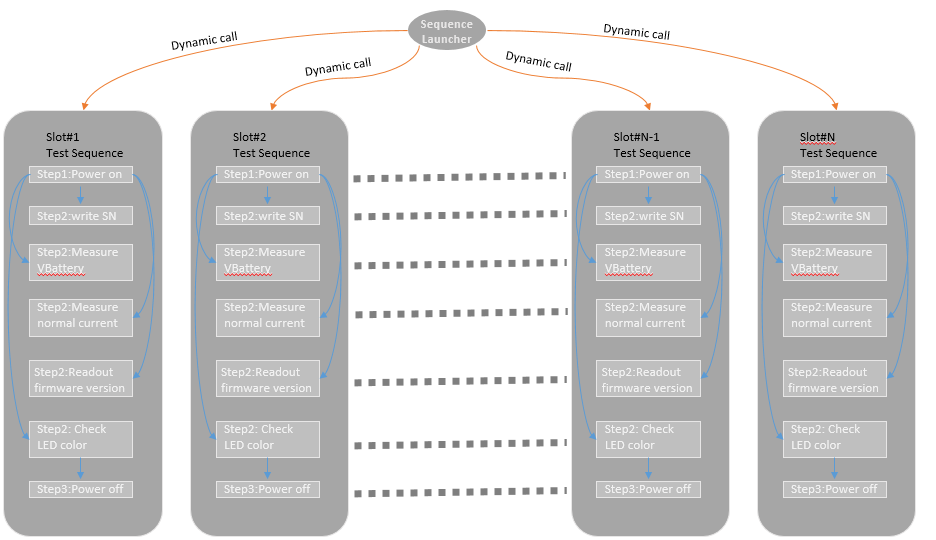 Sequence
Launcher
Dynamic call
Dynamic call
Dynamic call
Dynamic call
Slot#1
Test Sequence
Step1:Power on
Step2:write SN
Step2:Measure
VBattery
Step2:Measure
normal current
Step2:Readout
firmware version
Step2: Check
LED color
Step3:Power off
Slot#2
Test Sequence
Step1:Power on
Step2:write SN
Step2:Measure
VBattery
Step2:Measure
normal current
Step2:Readout
firmware version
Step2: Check
LED color
Step3:Power off
Slot#N-1
Test Sequence
Step1:Power on
Step2:write SN
Step2:Measure
VBattery
Step2:Measure
normal current
Step2:Readout
firmware version
Step2: Check
LED color
Step3:Power off
Slot#N
Test Sequence
Step1:Power on
Step2:write SN
Step2:Measure
VBattery
Step2:Measure
normal current
Step2:Readout
firmware version
Step2: Check
LED color
Step3:Power off